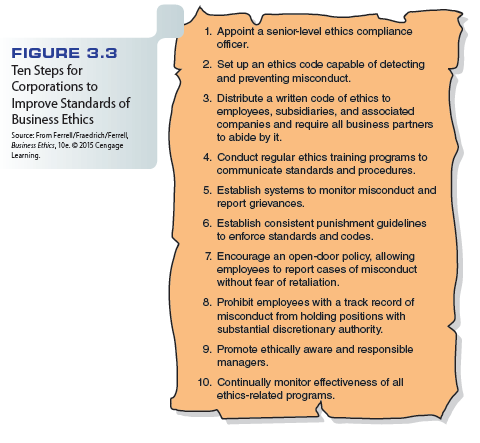 FIGURE 3.3
Ten Steps for
Corporations to
Improve Standards of
Business Ethics
Source: From Ferrell/Fraedrich/Ferrell,
Business Ethics, 10e. © 2015 Cengage
Learning.
1. Appoint a senior-level ethics compliance
officer.
2. Set up an ethics code capable of detecting
and preventing misconduct.
3. Distribute a written code of ethics to
employees, subsidiaries, and associated
companies and require all business partners
to abide by it.
4. Conduct regular ethics training programs to
communicate standards and procedures.
5. Establish systems to monitor misconduct and
report grievances.
6. Establish consistent punishment guidelines
to enforce standards and codes.
7. Encourage an open-door policy, allowing
employees to report cases of misconduct
without fear of retaliation.
8. Prohibit employees with a track record of
misconduct from holding positions with
substantial discretionary authority.
9. Promote ethically aware and responsible
managers.
10. Continually monitor effectiveness of all
ethics-related programs.